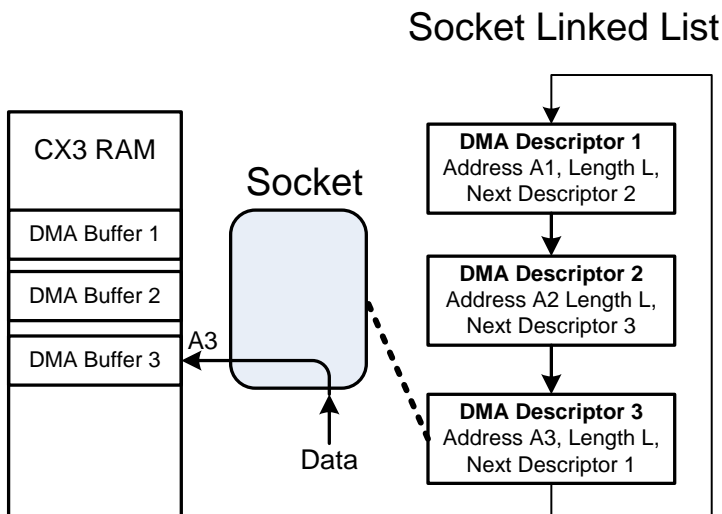 Socket Linked List
CX3 RAM
DMA Buffer 1
DMA Buffer 2
DMA Buffer 3
Socket
A3
Data
DMA Descriptor 1
Address A1, Length L,
Next Descriptor 2
DMA Descriptor 2
Address A2 Length L,
Next Descriptor 3
DMA Descriptor 3
Address A3, Length L,
Next Descriptor 1